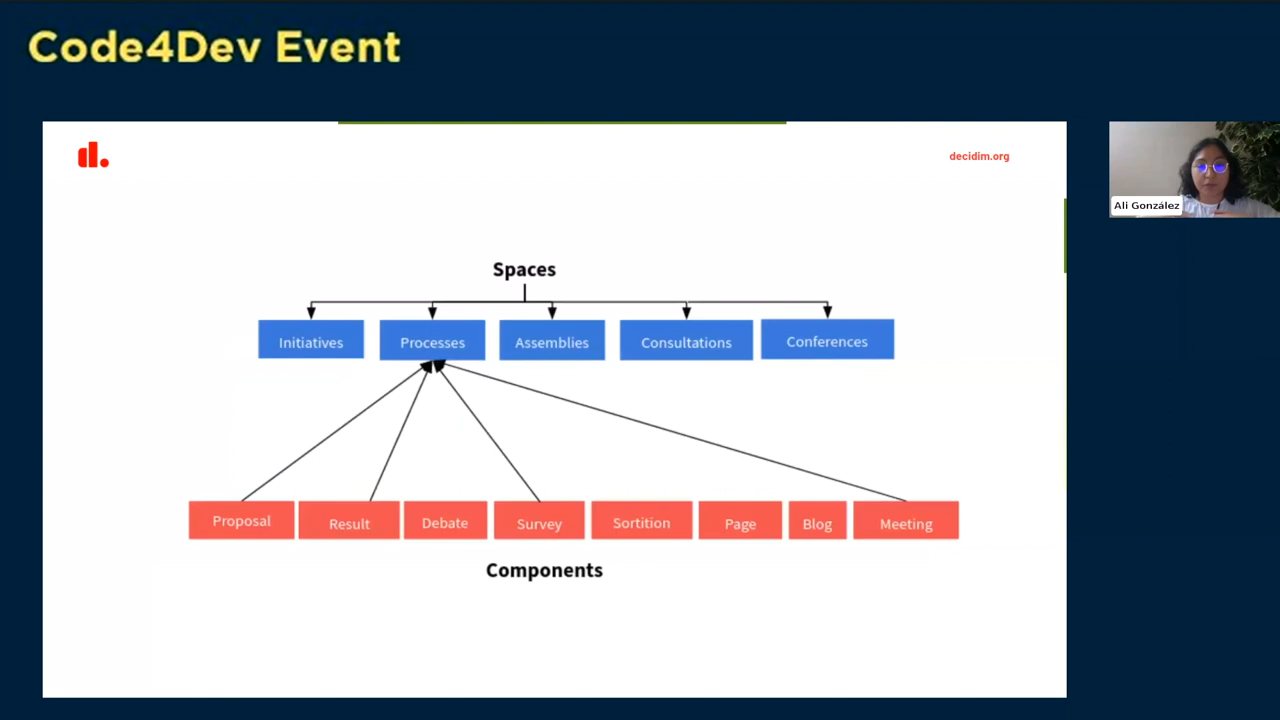 Code4Dev Event
d.
decidim.org
Ali González
Spaces
Initiatives
Processes
Assemblies
Consultations
Conferences
Proposal
Result
Debate
Survey
Sortition
Page
Blog
Meeting
Components